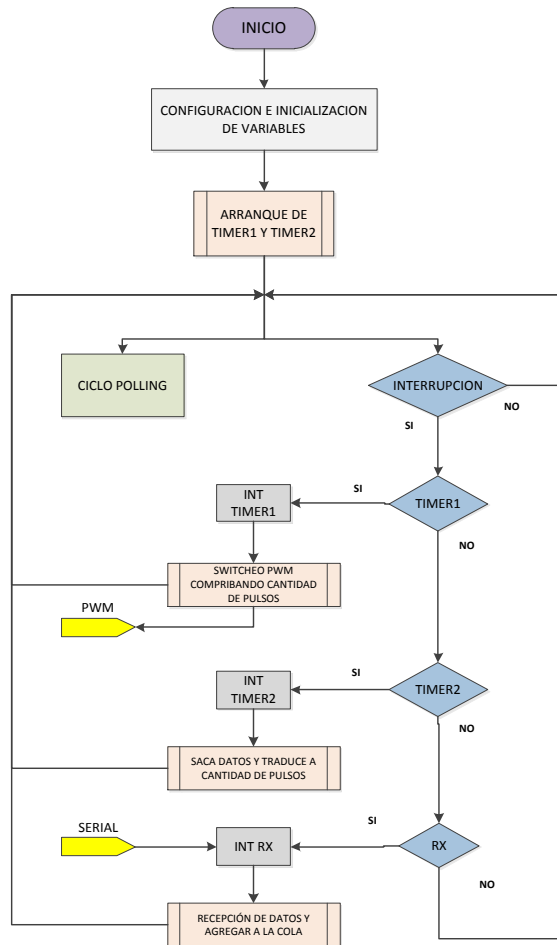 INICIO
CONFIGURACION E INICIALIZACION
DE VARIABLES
ARRANQUE DE
TIMER1 Y TIMER2
CICLO POLLING
INTERRUPCION
NO
SI
INT
TIMER1
SI
TIMER1
NO
SWITCHEO PWM
COMPRIBANDO CANTIDAD
DE PULSOS
PWM
INT
TIMER2
SI
TIMER2
NO
SACA DATOS Y TRADUCE A
CANTIDAD DE PULSOS
SERIAL
INT RX
SI
RX
NO
RECEPCIÓN DE DATOS Y
AGREGAR A LA COLA